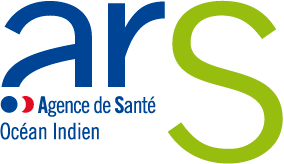 ars
Agence de Santé
Océan Indien